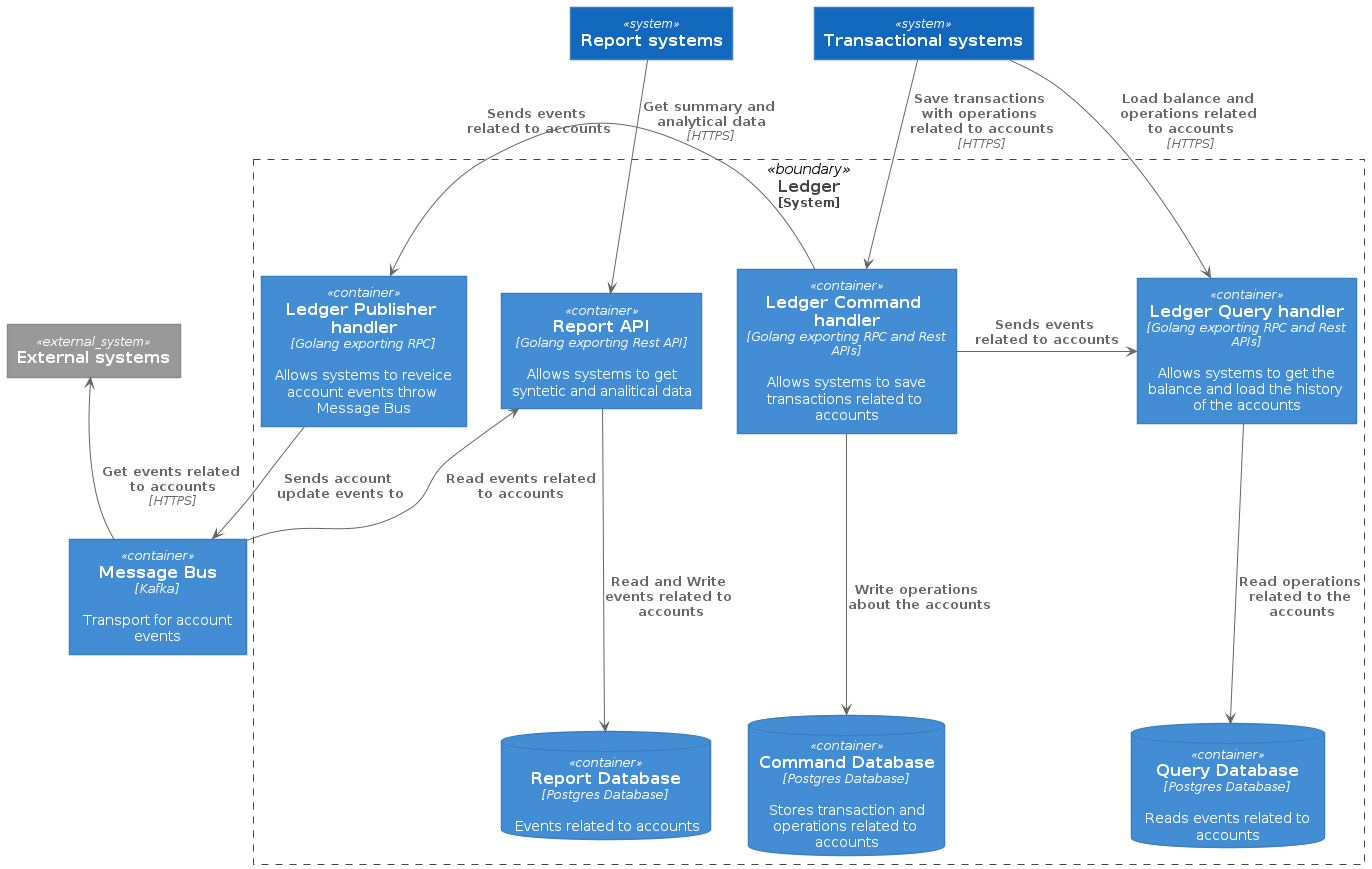 «system»
Report systems
«system»
Transactional systems
Sends events
related to accounts
Get summary and
analytical data
[HTTPS]
Save transactions
with operations
related to accounts
[HTTPS]
Load balance and
operations related
to accounts
[HTTPS]
«boundary»
Ledger
[System]
«external_system»
External systems
«container»
Ledger Publisher
handler
[Golang exporting RPC]
Allows systems to reveice
account events throw
Message Bus
«container»
Report API
[Golang exporting Rest API]
Allows systems to get
syntetic and analitical data
«container»
Ledger Command
handler
[Golang exporting RPC and Rest
APIs]
Allows systems to save
transactions related to
accounts
Sends events
related to accounts
«container»
Ledger Query handler
[Golang exporting RPC and Rest
APIs]
Allows systems to get the
balance and load the history
of the accounts
Get events related
to accounts
[HTTPS]
Sends account
update events to
Read events related
to accounts
«container»
Message Bus
[Kafka]
Transport for account
events
Read and Write
events related to
accounts
Write operations
about the accounts
Read operations
related to the
accounts
«container»
Report Database
[Postgres Database]
Events related to accounts
«container»
Command Database
[Postgres Database]
Stores transaction and
operations related to
accounts
«container»
Query Database
[Postgres Database]
Reads events related to
accounts